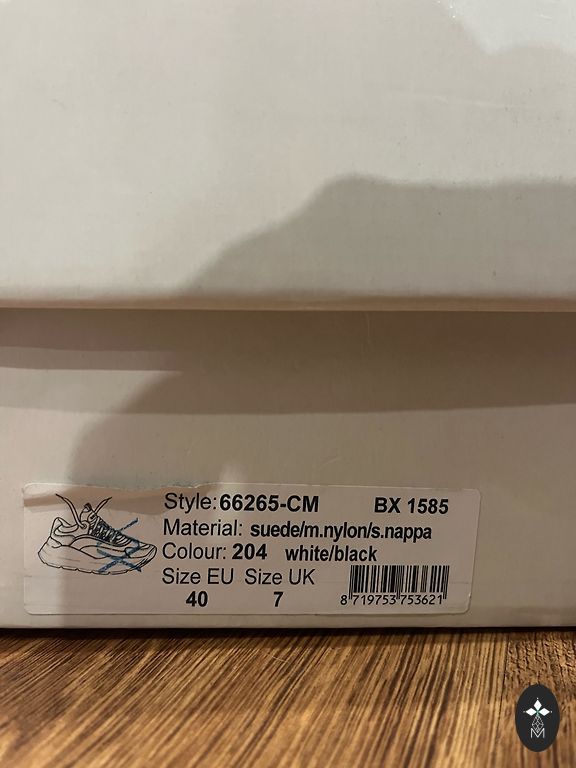 Style: 66265-CM BX 1585
Material: suede/m.nylon/s.nappa
Colour: 204 white/black
Size EU Size UK
40 7
8 719753 753621
M